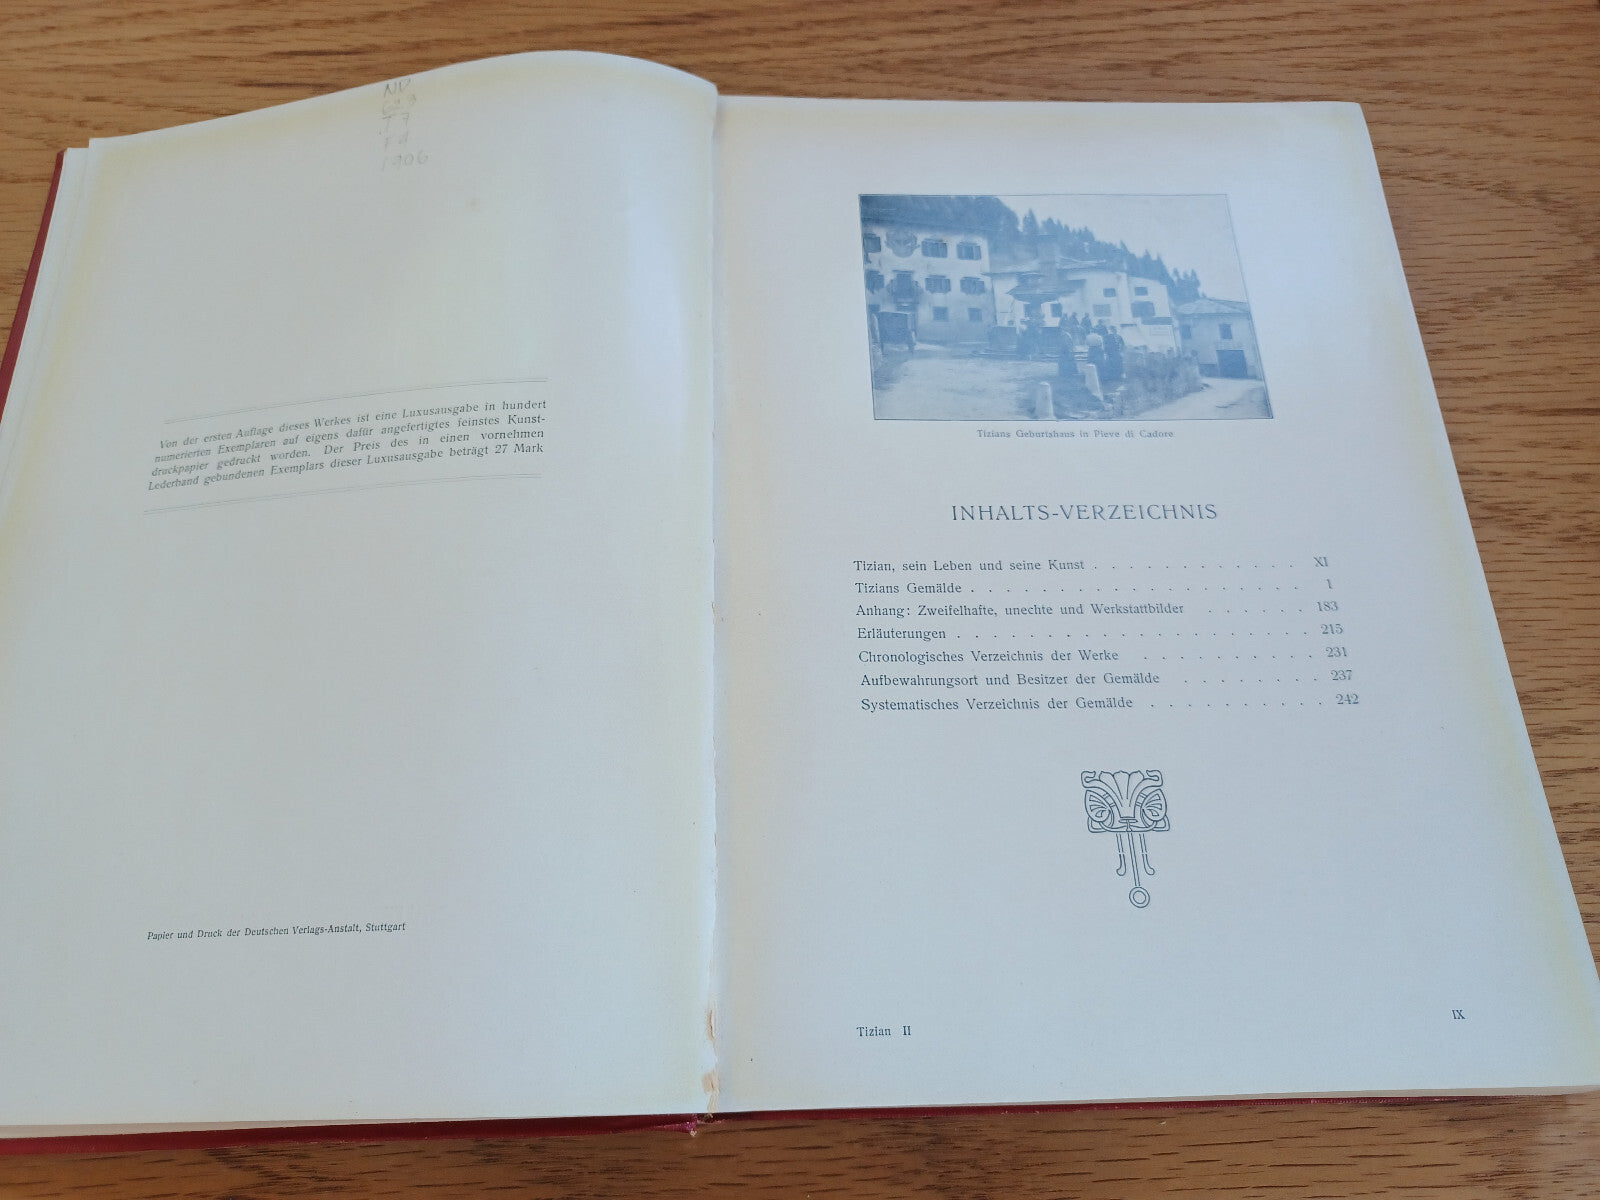 ND
623
.T7
T4
1906
Von der ersten Auflage dieses Werkes ist eine Luxusausgabe in hundert
numerierten Exemplaren auf eigens dafür angefertigtes feinstes Kunst-
druckpapier gedruckt worden. Der Preis des in einen vornehmen
Lederband gebundenen Exemplars dieser Luxusausgabe beträgt 27 Mark
Papier und Druck der Deutschen Verlags-Anstalt, Stuttgart
Tizians Geburtshaus in Pieve di Cadore
INHALTS-VERZEICHNIS
Tizian, sein Leben und seine Kunst . . . . . . . . . . . . XI
Tizians Gemälde . . . . . . . . . . . . . . . . . . . 1
Anhang: Zweifelhafte, unechte und Werkstattbilder . . . . . . 183
Erläuterungen . . . . . . . . . . . . . . . . . . . . 215
Chronologisches Verzeichnis der Werke . . . . . . . . . . 231
Aufbewahrungsort und Besitzer der Gemälde . . . . . . . . 237
Systematisches Verzeichnis der Gemälde . . . . . . . . . . 242
Tizian II
IX